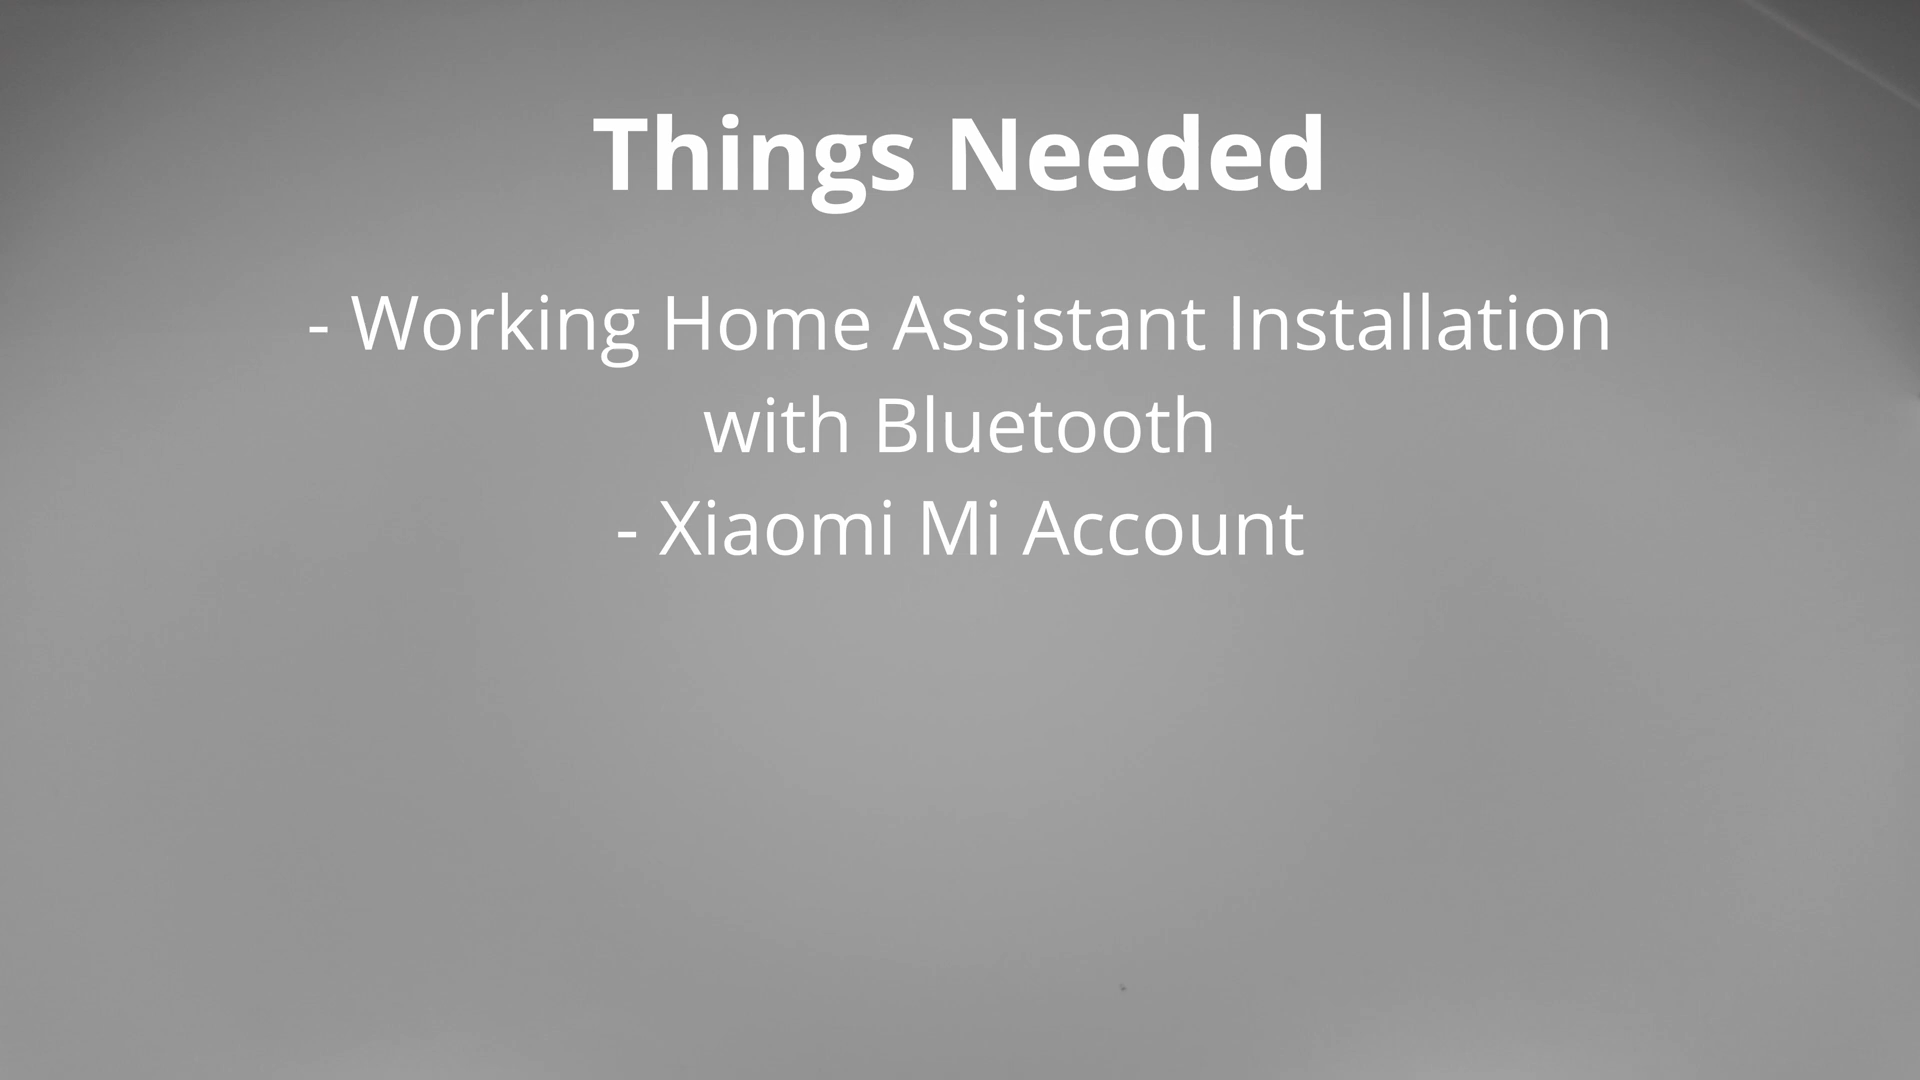 Things Needed
- Working Home Assistant Installation
with Bluetooth
- Xiaomi Mi Account